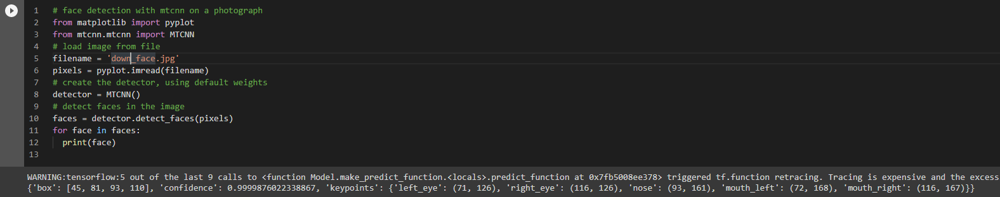 1 # face detection with mtcnn on a photograph
2 from matplotlib import pyplot
3 from mtcnn.mtcnn import MTCNN
4 # load image from file
5 filename = 'down_face.jpg'
6 pixels = pyplot.imread(filename)
7 # create the detector, using default weights
8 detector = MTCNN()
9 # detect faces in the image
10 faces = detector.detect_faces(pixels)
11 for face in faces:
12   print(face)
13
WARNING:tensorflow:5 out of the last 9 calls to <function Model.make_predict_function.<locals>.predict_function at 0x7fb5008ee378> triggered tf.function retracing. Tracing is expensive and the excess
{'box': [45, 81, 93, 110], 'confidence': 0.9999876022338867, 'keypoints': {'left_eye': (71, 126), 'right_eye': (116, 126), 'nose': (93, 161), 'mouth_left': (72, 168), 'mouth_right': (116, 167)}}